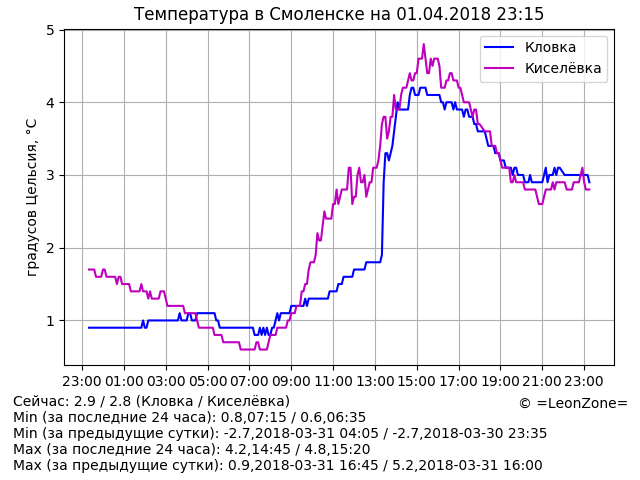 Температура в Смоленске на 01.04.2018 23:15
градусов Цельсия, °C
5
4
3
2
1
Кловка
Киселёвка
23:00 01:00 03:00 05:00 07:00 09:00 11:00 13:00 15:00 17:00 19:00 21:00 23:00
Сейчас: 2.9 / 2.8 (Кловка / Киселёвка)
© =LeonZone=
Min (за последние 24 часа): 0.8,07:15 / 0.6,06:35
Min (за предыдущие сутки): -2.7,2018-03-31 04:05 / -2.7,2018-03-30 23:35
Max (за последние 24 часа): 4.2,14:45 / 4.8,15:20
Max (за предыдущие сутки): 0.9,2018-03-31 16:45 / 5.2,2018-03-31 16:00